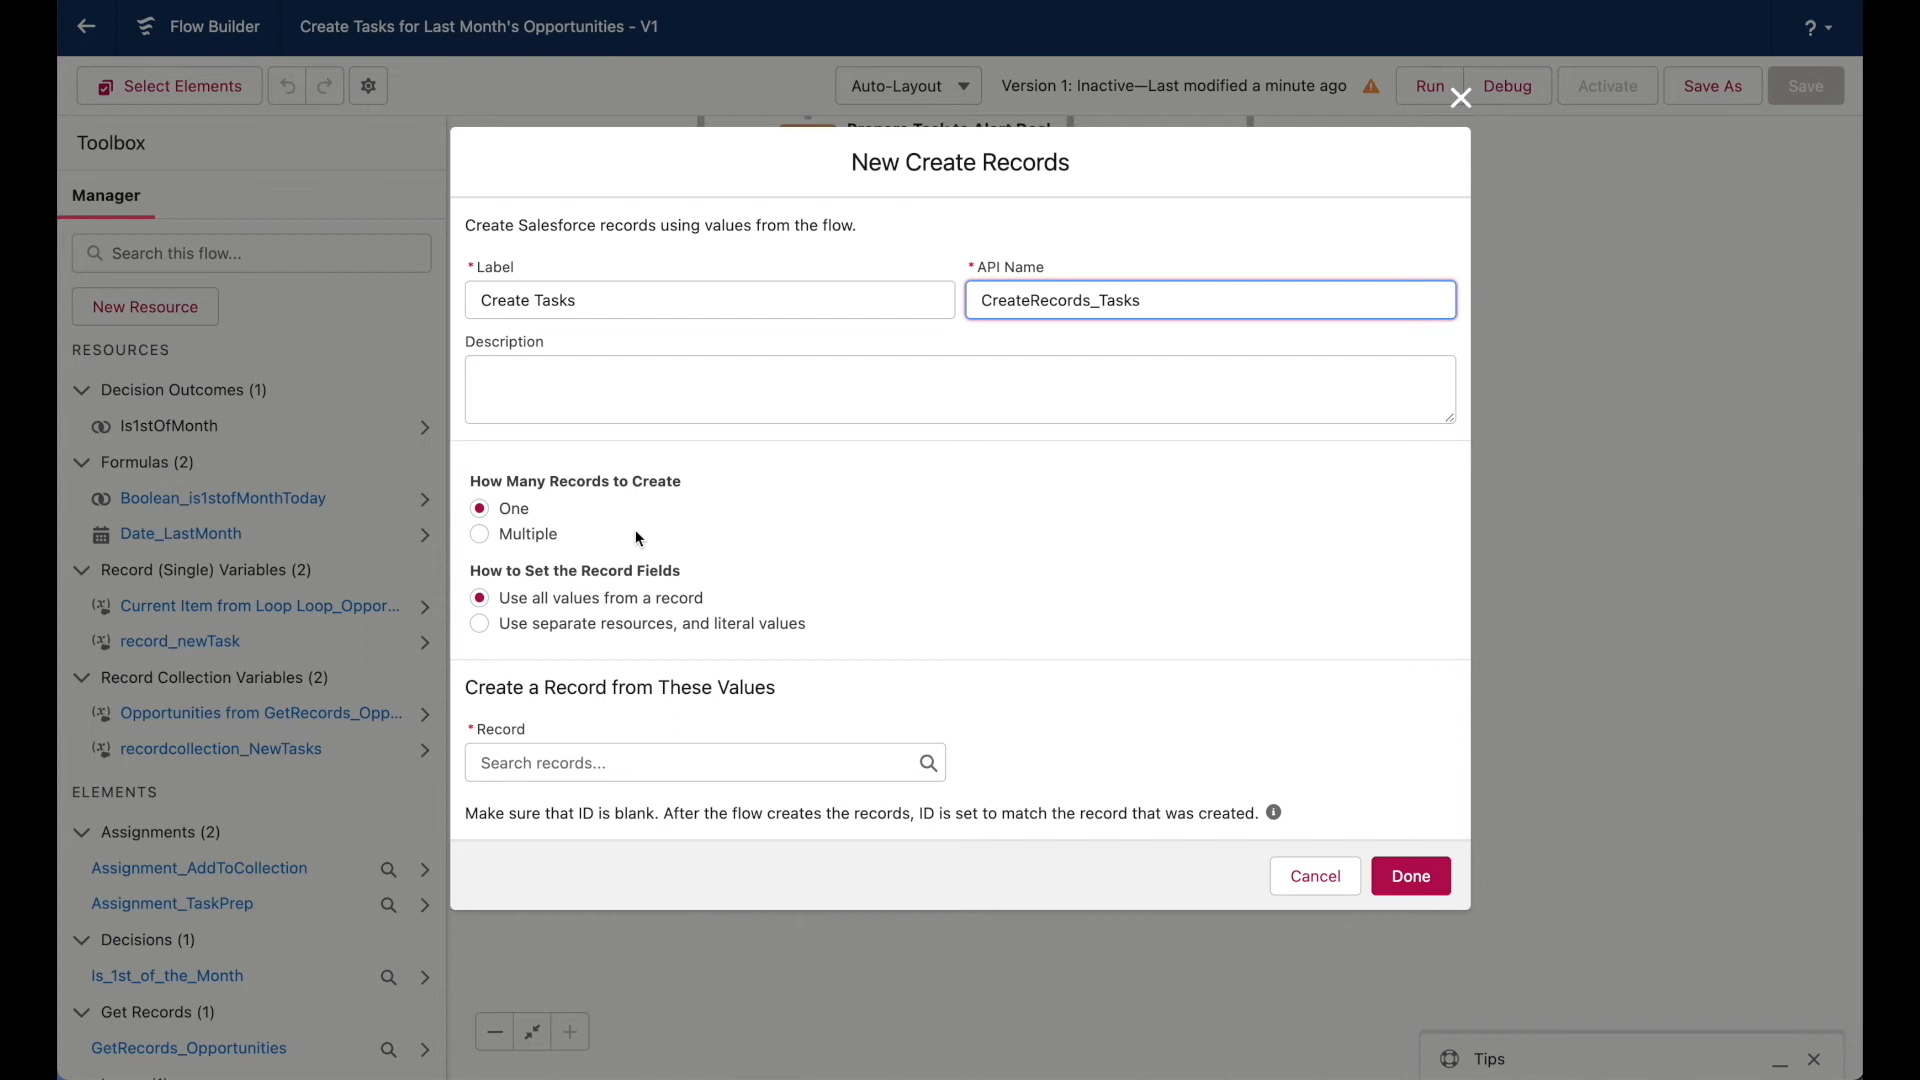 Flow Builder
Create Tasks for Last Month's Opportunities - V1
?
Select Elements
Auto-Layout
Version 1: Inactive—Last modified a minute ago
Run
Debug
Activate
Save As
Save
Toolbox
Manager
Search this flow...
New Resource
RESOURCES
Decision Outcomes (1)
Is1stOfMonth
Formulas (2)
Boolean_is1stofMonthToday
Date_LastMonth
Record (Single) Variables (2)
Current Item from Loop Loop_Oppor...
record_newTask
Record Collection Variables (2)
Opportunities from GetRecords_Opp...
recordcollection_NewTasks
ELEMENTS
Assignments (2)
Assignment_AddToCollection
Assignment_TaskPrep
Decisions (1)
Is_1st_of_the_Month
Get Records (1)
GetRecords_Opportunities
New Create Records
Create Salesforce records using values from the flow.
* Label
* API Name
Create Tasks
CreateRecords_Tasks
Description
How Many Records to Create
One
Multiple
How to Set the Record Fields
Use all values from a record
Use separate resources, and literal values
Create a Record from These Values
* Record
Search records...
Make sure that ID is blank. After the flow creates the records, ID is set to match the record that was created.
Cancel
Done
Tips